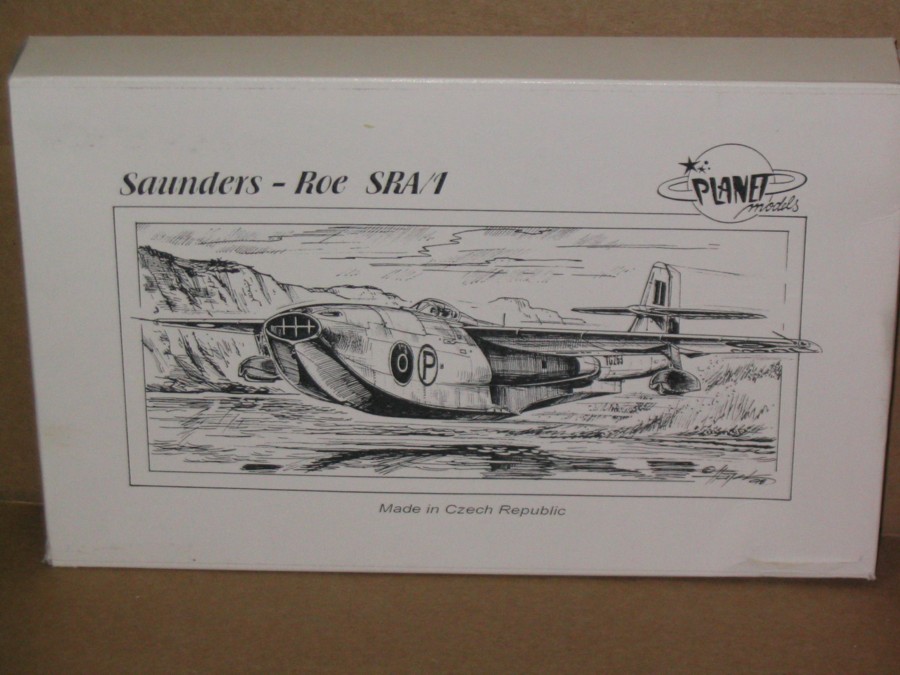 Saunders - Roe SRA/1
PLANET
models
P
Made in Czech Republic